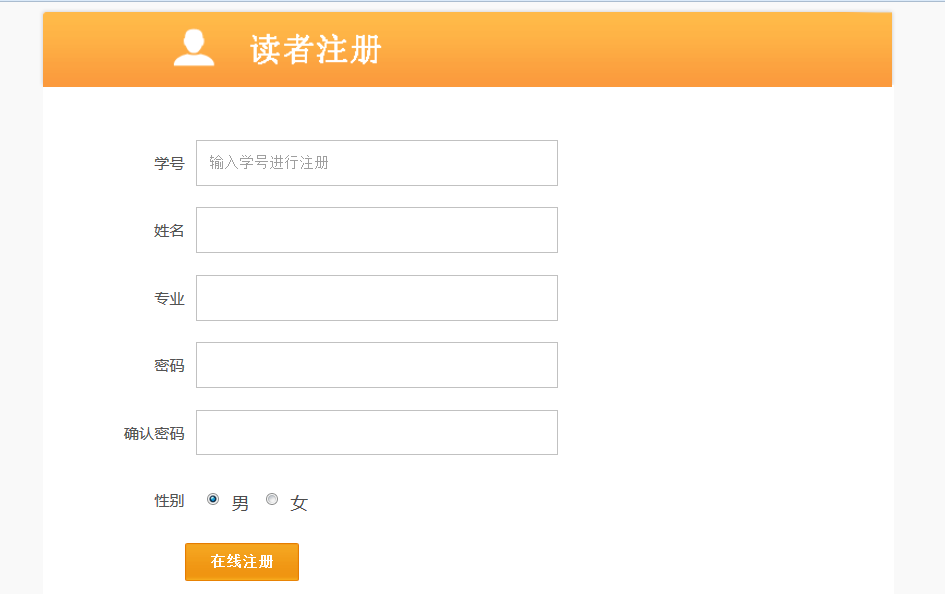 读者注册
学号 输入学号进行注册
姓名
专业
密码
确认密码
性别 男 女
在线注册